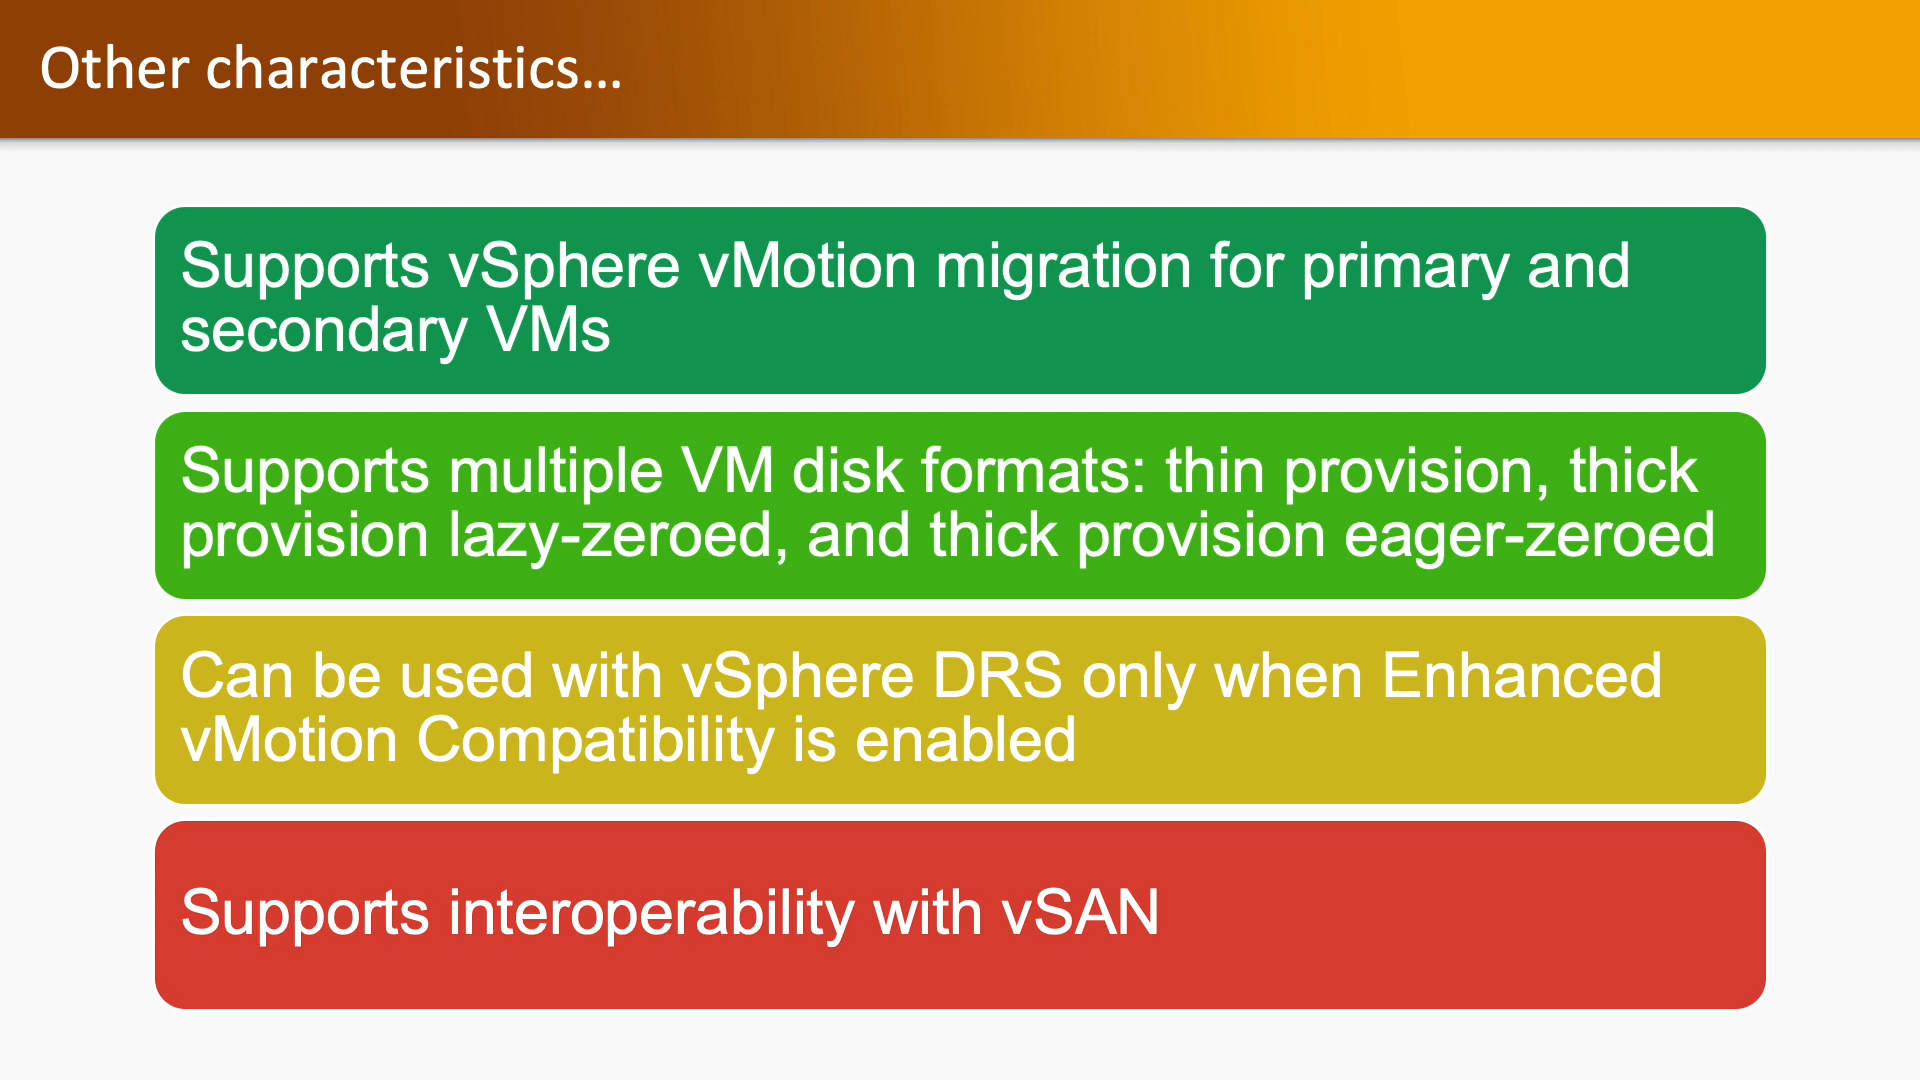 Other characteristics...
Supports vSphere vMotion migration for primary and
secondary VMs
Supports multiple VM disk formats: thin provision, thick
provision lazy-zeroed, and thick provision eager-zeroed
Can be used with vSphere DRS only when Enhanced
vMotion Compatibility is enabled
Supports interoperability with vSAN